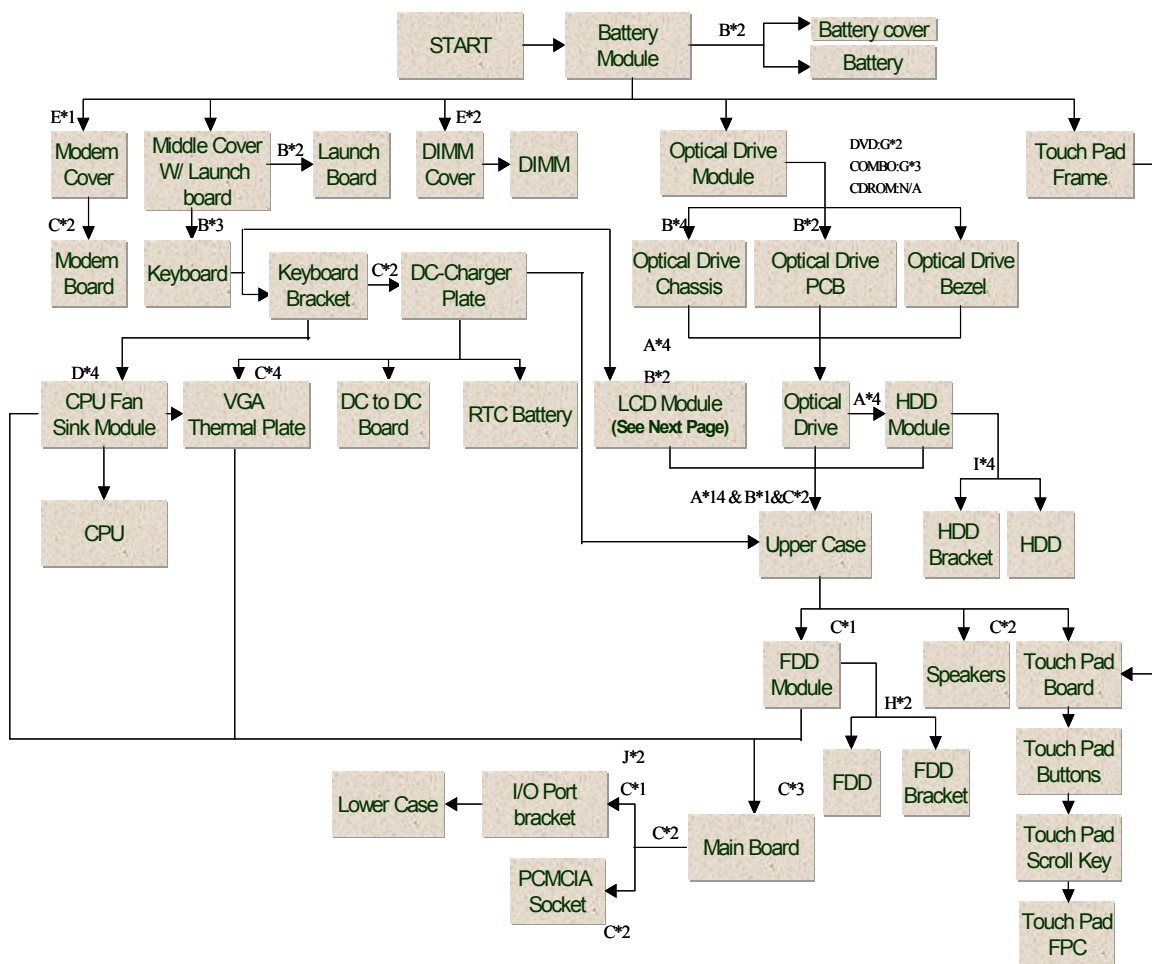 START
Battery
Module
B*2
Battery cover
Battery
E*1
Modem
Cover
Middle Cover
W/ Launch
board
B*2
Launch
Board
E*2
DIMM
Cover
DIMM
Optical Drive
Module
DVD:G*2
COMBO:G*3
CDROM:N/A
Touch Pad
Frame
C*2
Modem
Board
B*3
Keyboard
Keyboard
Bracket
C*2
DC-Charger
Plate
B*4
Optical Drive
Chassis
B*2
Optical Drive
PCB
Optical Drive
Bezel
D*4
CPU Fan
Sink Module
C*4
VGA
Thermal Plate
DC to DC
Board
RTC Battery
A*4
B*2
LCD Module
(See Next Page)
Optical
Drive
A*4
HDD
Module
I*4
CPU
A*14 & B*1&C*2
Upper Case
HDD
Bracket
HDD
C*1
FDD
Module
Speakers
C*2
Touch Pad
Board
H*2
FDD
FDD
Bracket
Touch Pad
Buttons
J*2
Lower Case
I/O Port
bracket
C*1
C*3
C*2
Main Board
Touch Pad
Scroll Key
PCMCIA
Socket
C*2
Touch Pad
FPC